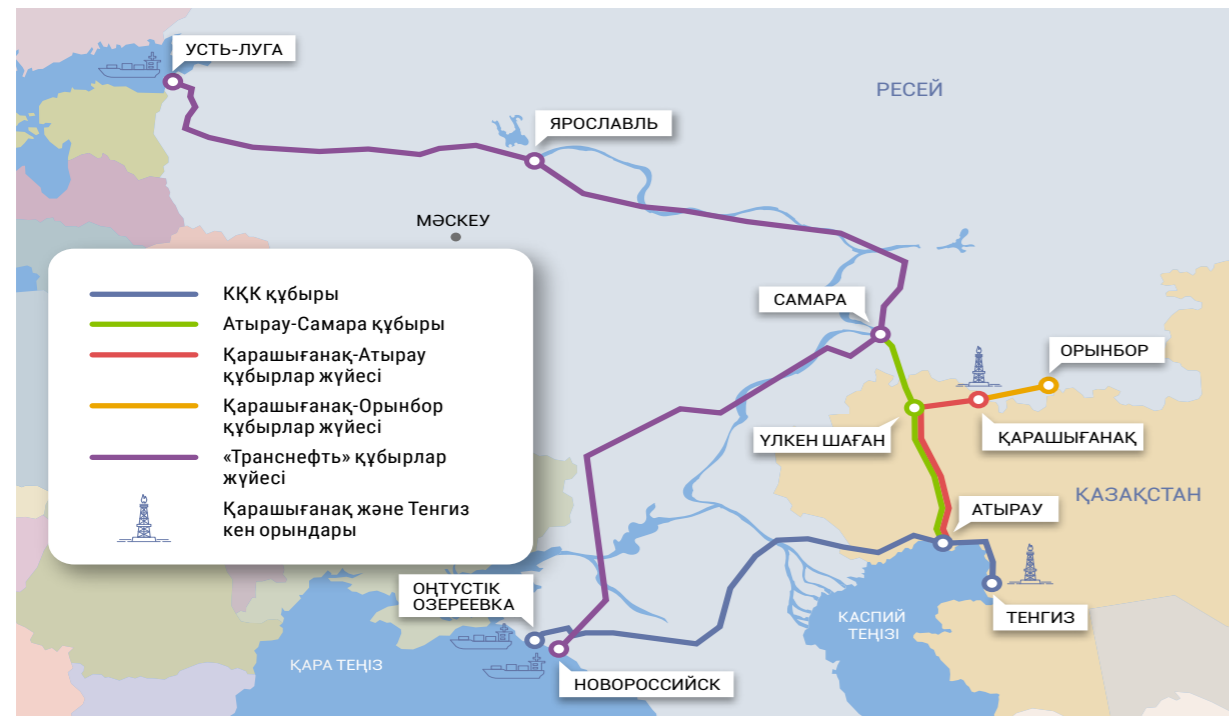 УСТЬ-ЛУГА
РЕСЕЙ
ЯРОСЛАВЛЬ
МӘСКЕУ
САМАРА
КҚК құбыры
Атырау-Самара құбыры
Қарашығанақ-Атырау
құбырлар жүйесі
Қарашығанақ-Орынбор
құбырлар жүйесі
«Транснефть» құбырлар
жүйесі
Қарашығанақ және Тенгиз
кен орындары
ОРЫНБОР
ҮЛКЕН ШАҒАН
ҚАРАШЫҒАНАҚ
ҚАЗАҚСТАН
АТЫРАУ
ОҢТҮСТІК
ОЗЕРЕЕВКА
КАСПИЙ
ТЕҢІЗІ
ТЕНГИЗ
ҚАРА ТЕҢІЗ
НОВОРОССИЙСК